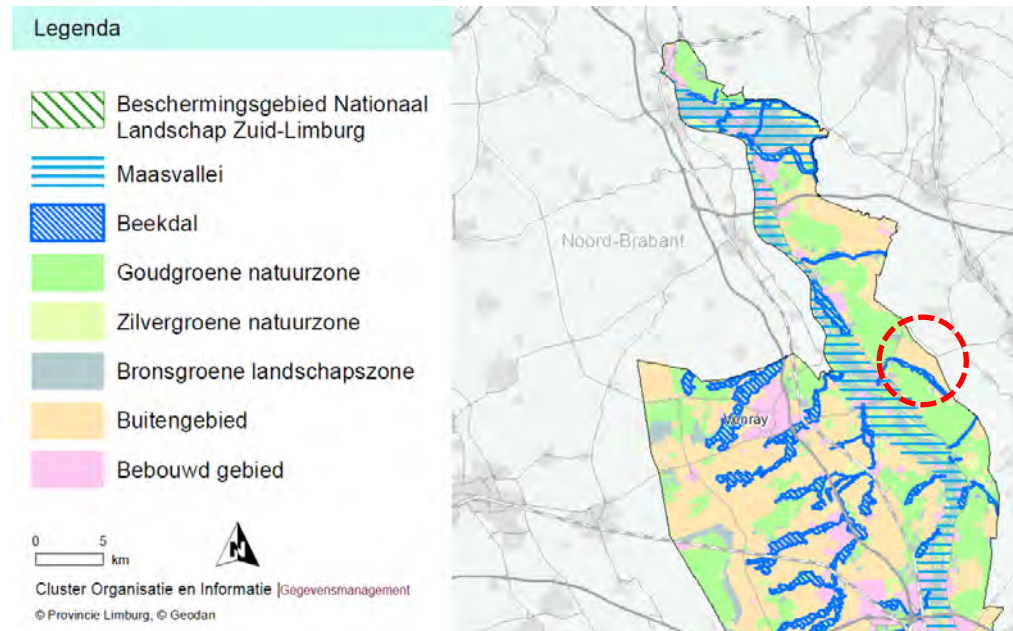 Legenda
Beschermingsgebied Nationaal
Landschap Zuid-Limburg
Maasvallei
Beekdal
Goudgroene natuurzone
Zilvergroene natuurzone
Bronsgroene landschapszone
Buitengebied
Bebouwd gebied
0 5
km
N
Cluster Organisatie en Informatie |Gegevensmanagement
© Provincie Limburg, © Geodan
Noord-Brabant
Venray